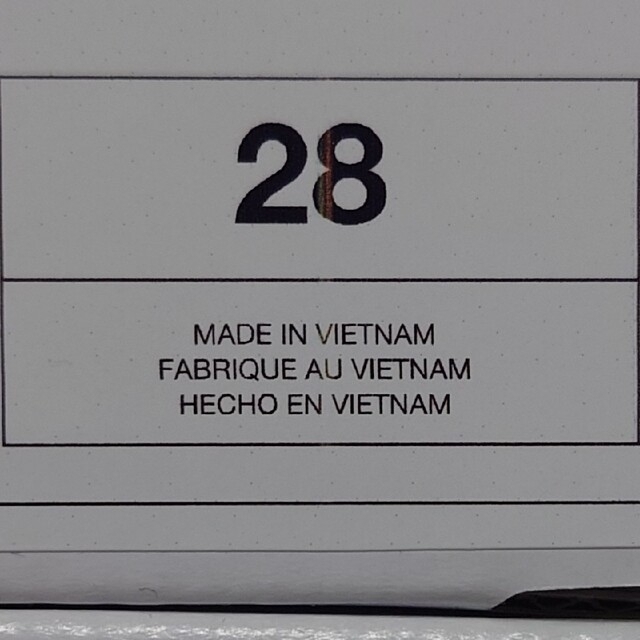 28
MADE IN VIETNAM
FABRIQUE AU VIETNAM
HECHO EN VIETNAM